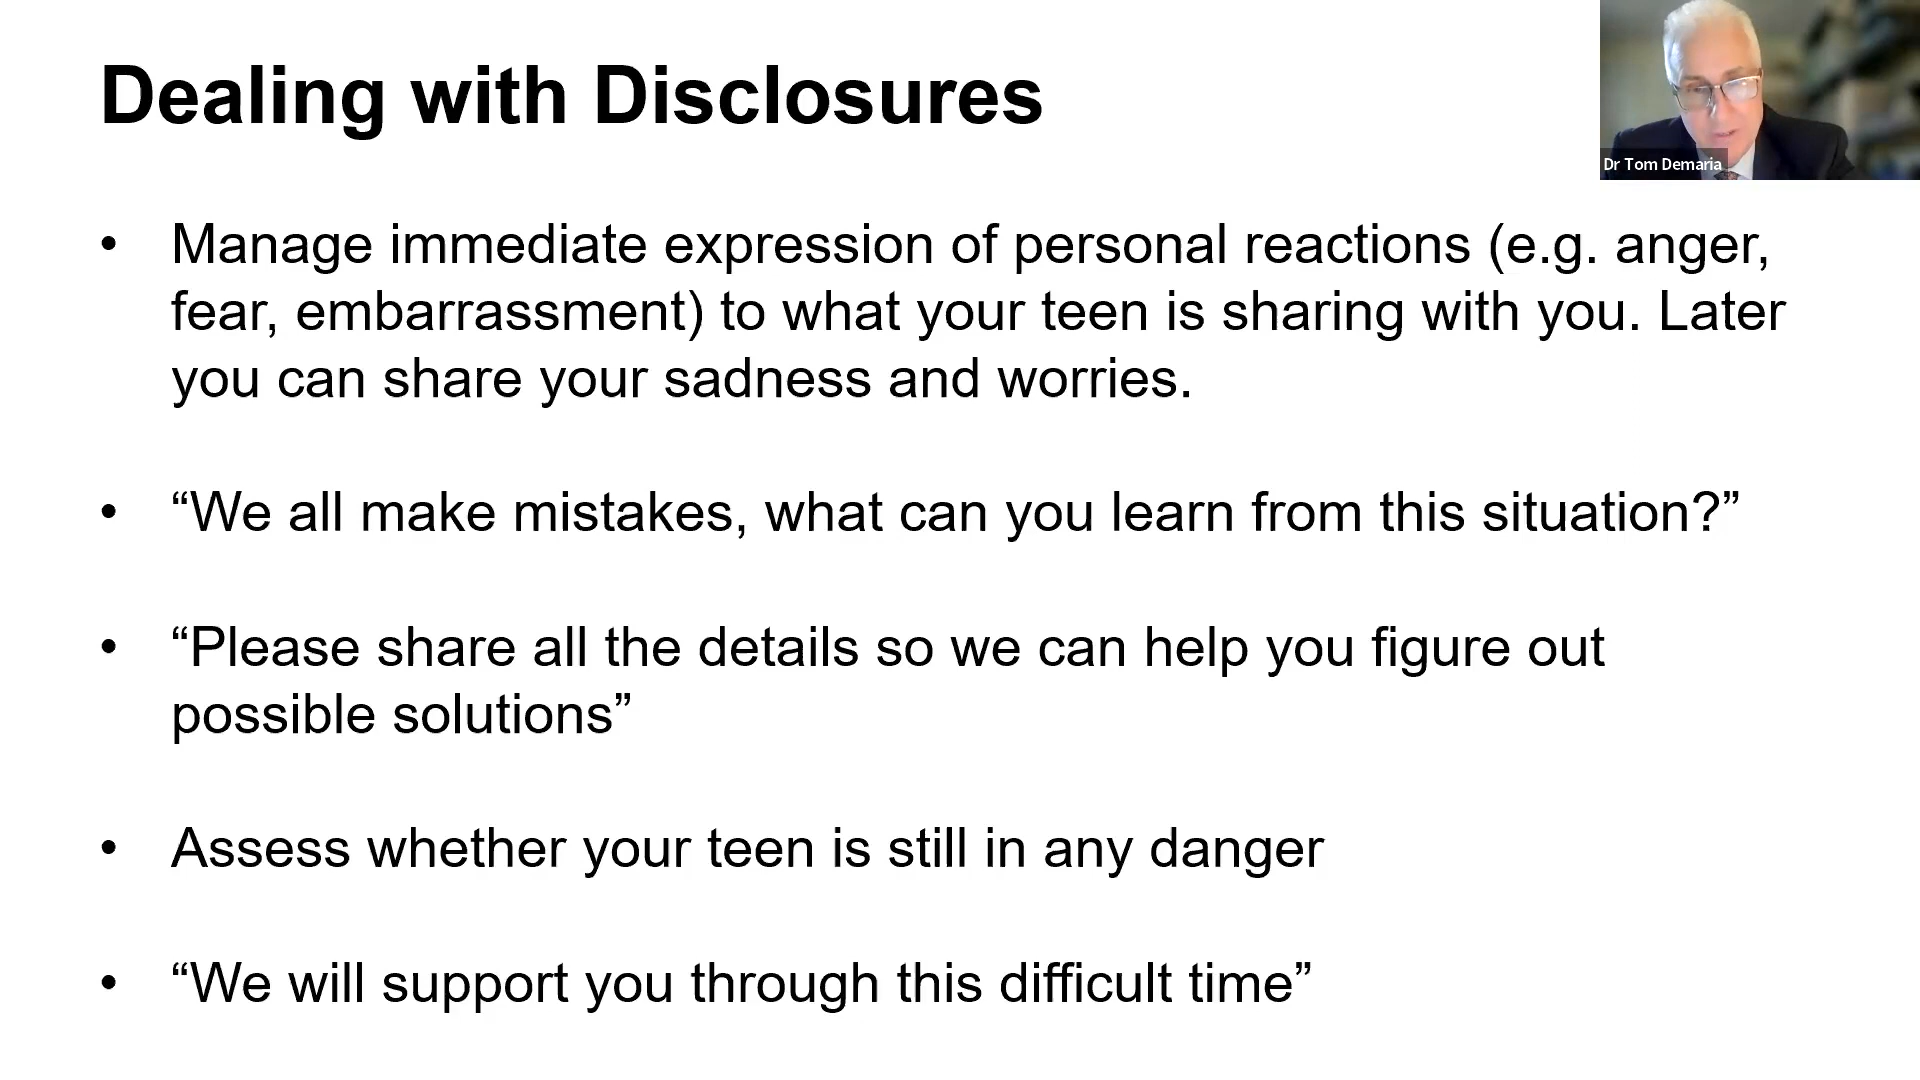 Dealing with Disclosures
Dr Tom Demaria
• Manage immediate expression of personal reactions (e.g. anger,
fear, embarrassment) to what your teen is sharing with you. Later
you can share your sadness and worries.
• “We all make mistakes, what can you learn from this situation?”
• “Please share all the details so we can help you figure out
possible solutions”
• Assess whether your teen is still in any danger
• “We will support you through this difficult time”